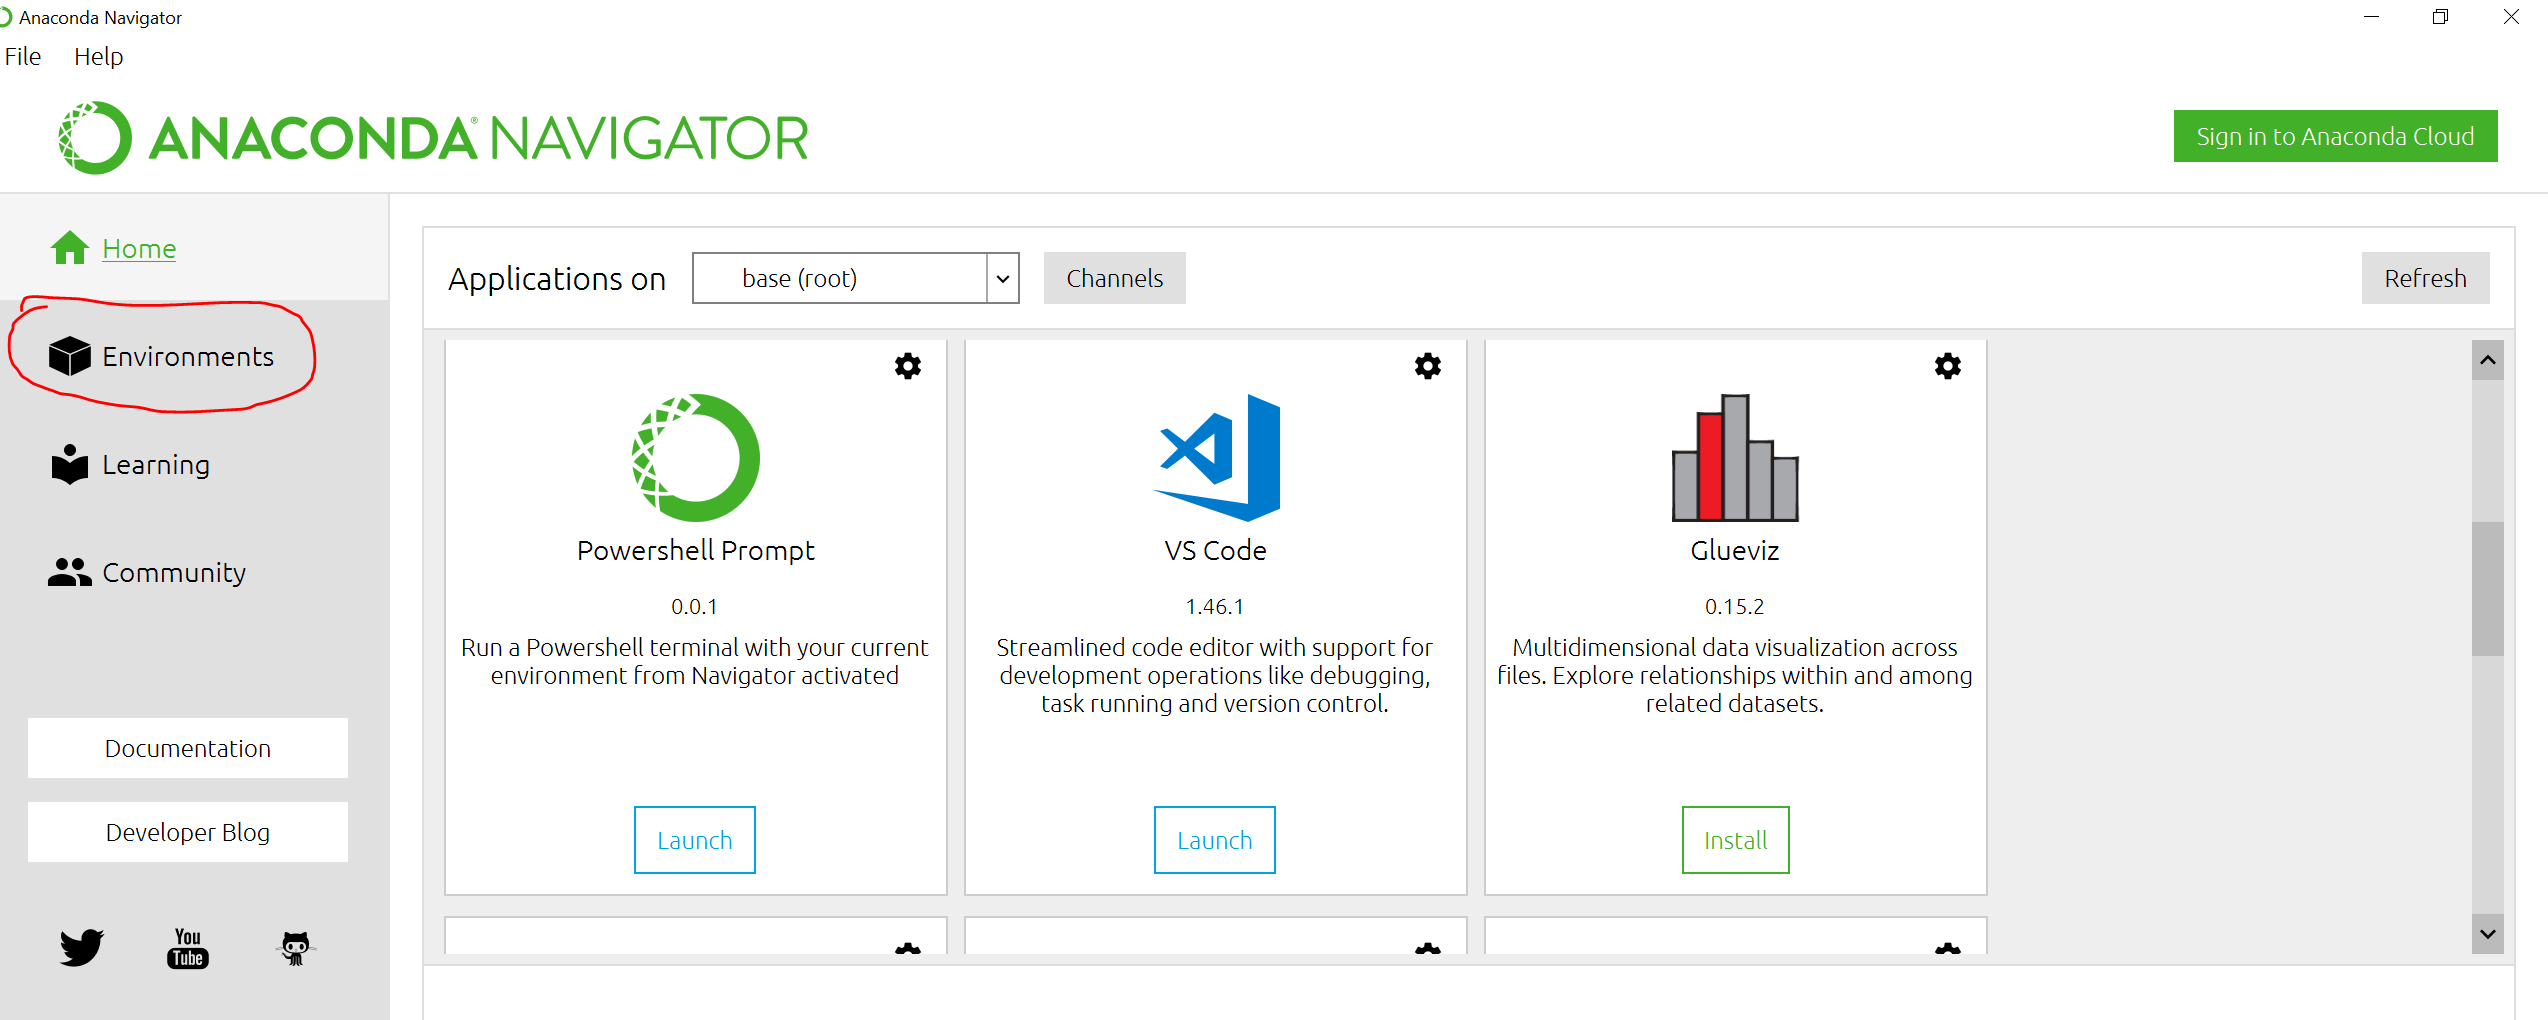 Anaconda Navigator
File Help
ANACONDA® NAVIGATOR
Sign in to Anaconda Cloud
Home
Environments
Learning
Community
Documentation
Developer Blog
You
Tube
Applications on base (root) Channels Refresh
Powershell Prompt
0.0.1
Run a Powershell terminal with your current
environment from Navigator activated
Launch
VS Code
1.46.1
Streamlined code editor with support for
development operations like debugging,
task running and version control.
Launch
Glueviz
0.15.2
Multidimensional data visualization across
files. Explore relationships within and among
related datasets.
Install